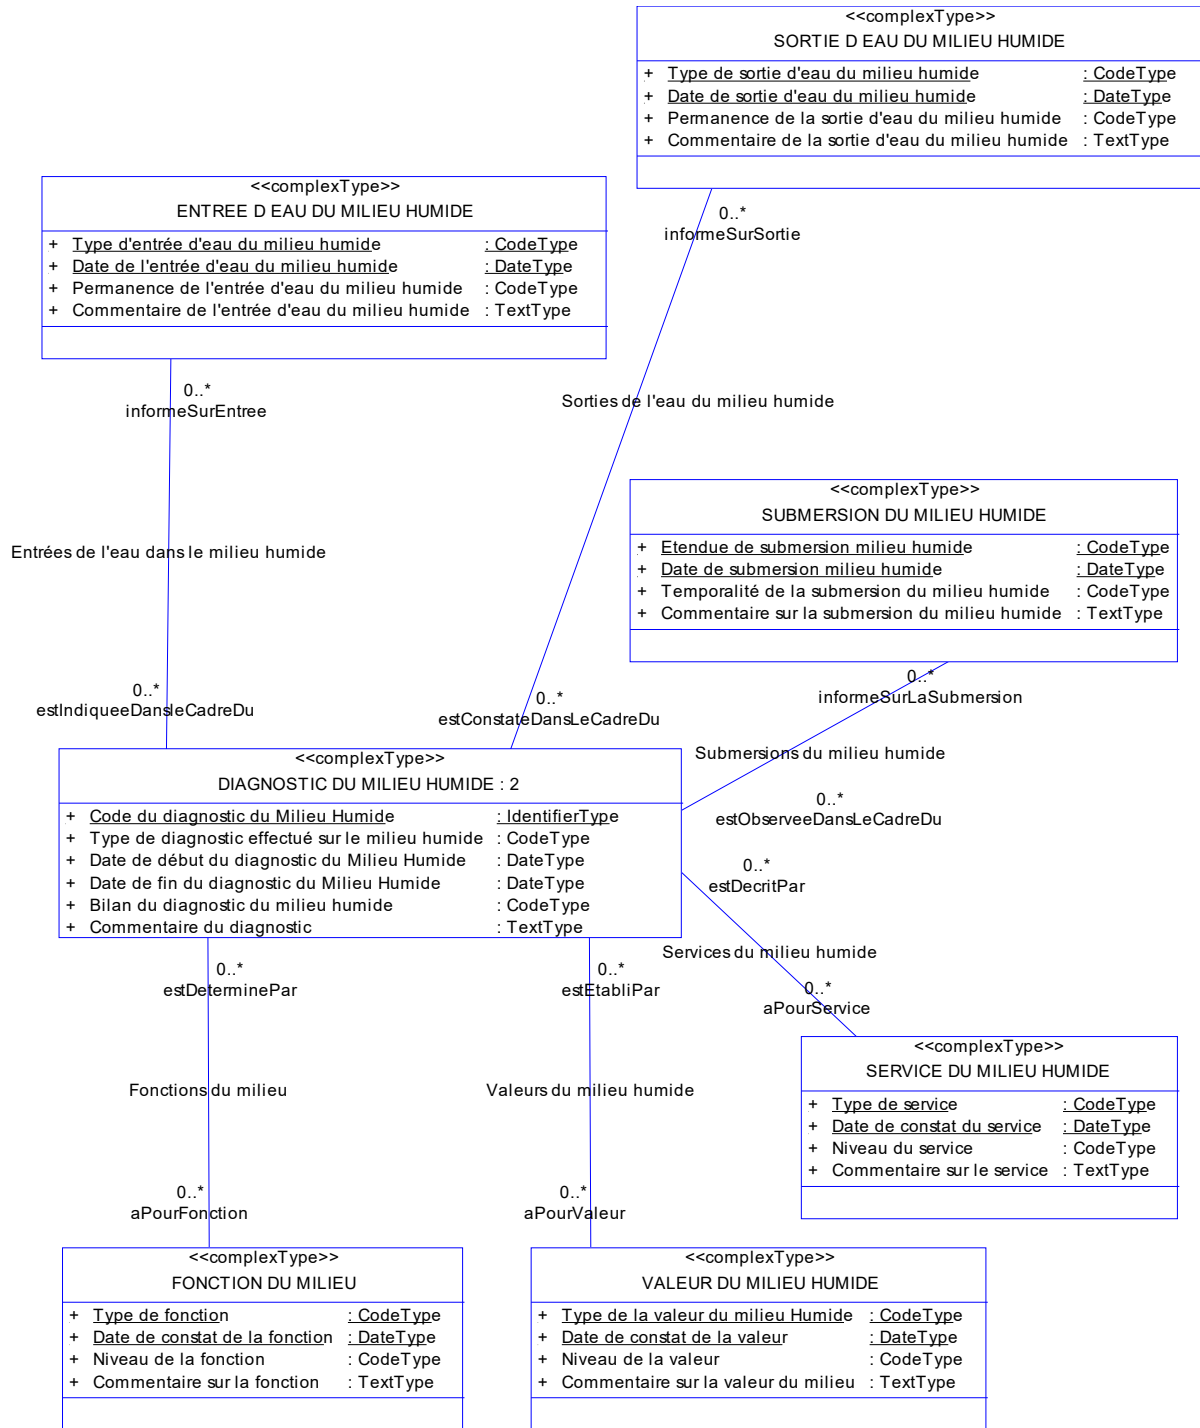 <<complexType>>
SORTIE D EAU DU MILIEU HUMIDE
+ Type de sortie d'eau du milieu humide : CodeType
+ Date de sortie d'eau du milieu humide : DateType
+ Permanence de la sortie d'eau du milieu humide : CodeType
+ Commentaire de la sortie d'eau du milieu humide : TextType
<<complexType>>
ENTREE D EAU DU MILIEU HUMIDE
+ Type d'entrée d'eau du milieu humide : CodeType
+ Date de l'entrée d'eau du milieu humide : DateType
+ Permanence de l'entrée d'eau du milieu humide : CodeType
+ Commentaire de l'entrée d'eau du milieu humide : TextType
0..*
informeSurSortie
0..*
informeSurEntree
Sorties de l'eau du milieu humide
<<complexType>>
SUBMERSION DU MILIEU HUMIDE
+ Etendue de submersion milieu humide : CodeType
+ Date de submersion milieu humide : DateType
+ Temporalité de la submersion du milieu humide : CodeType
+ Commentaire sur la submersion du milieu humide : TextType
Entrées de l'eau dans le milieu humide
0..*
informeSurLaSubmersion
0..*
estIndiqueeDansleCadreDu
0..*
estConstateDansLeCadreDu
Submersions du milieu humide
<<complexType>>
DIAGNOSTIC DU MILIEU HUMIDE : 2
+ Code du diagnostic du Milieu Humide : IdentifierType
+ Type de diagnostic effectué sur le milieu humide : CodeType
+ Date de début du diagnostic du Milieu Humide : DateType
+ Date de fin du diagnostic du Milieu Humide : DateType
+ Bilan du diagnostic du milieu humide : CodeType
+ Commentaire du diagnostic : TextType
0..*
estObserveeDansLeCadreDu
0..*
estDecritPar
Services du milieu humide
0..*
aPourService
0..*
estDeterminePar
0..*
estEtabliPar
<<complexType>>
SERVICE DU MILIEU HUMIDE
+ Type de service : CodeType
+ Date de constat du service : DateType
+ Niveau du service : CodeType
+ Commentaire sur le service : TextType
Fonctions du milieu
Valeurs du milieu humide
0..*
aPourFonction
0..*
aPourValeur
<<complexType>>
FONCTION DU MILIEU
+ Type de fonction : CodeType
+ Date de constat de la fonction : DateType
+ Niveau de la fonction : CodeType
+ Commentaire sur la fonction : TextType
<<complexType>>
VALEUR DU MILIEU HUMIDE
+ Type de la valeur du milieu Humide : CodeType
+ Date de constat de la valeur : DateType
+ Niveau de la valeur : CodeType
+ Commentaire sur la valeur du milieu : TextType